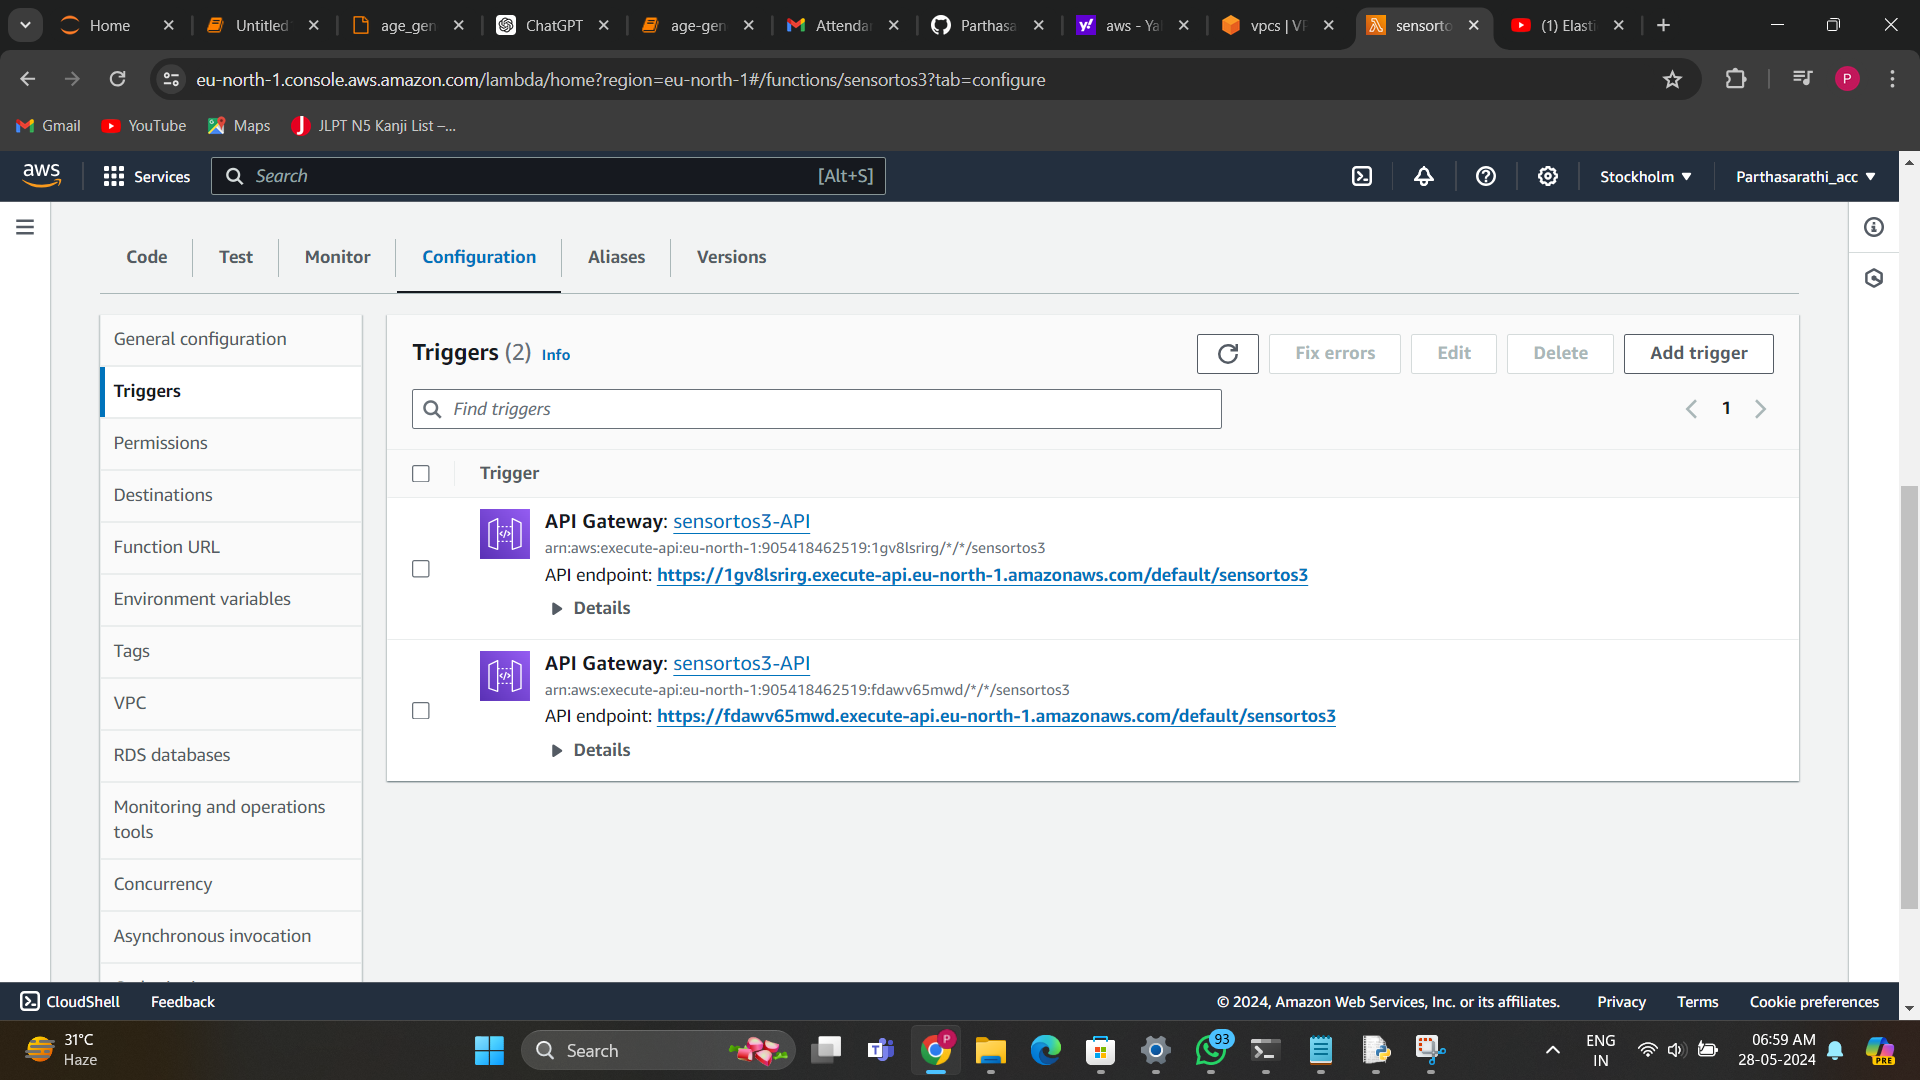 Home
Untitled
age_gen
ChatGPT
age-gen
Attenda
Parthasa
aws - Ya
vpcs | VP
sensorto
(1) Elasti
eu-north-1.console.aws.amazon.com/lambda/home?region=eu-north-1#/functions/sensortos3?tab=configure
P
Gmail
YouTube
Maps
JLPT N5 Kanji List –...
aws
Services
Search
[Alt+S]
Stockholm
Parthasarathi_acc
Code
Test
Monitor
Configuration
Aliases
Versions
General configuration
Triggers
Permissions
Destinations
Function URL
Environment variables
Tags
VPC
RDS databases
Monitoring and operations
tools
Concurrency
Asynchronous invocation
Triggers (2) Info
Fix errors
Edit
Delete
Add trigger
Find triggers
1
Trigger
API Gateway: sensortos3-API
arn:aws:execute-api:eu-north-1:905418462519:1gv8lsrirg/*/*/sensortos3
API endpoint: https://1gv8lsrirg.execute-api.eu-north-1.amazonaws.com/default/sensortos3
Details
API Gateway: sensortos3-API
arn:aws:execute-api:eu-north-1:905418462519:fdawv65mwd/*/*/sensortos3
API endpoint: https://fdawv65mwd.execute-api.eu-north-1.amazonaws.com/default/sensortos3
Details
CloudShell
Feedback
© 2024, Amazon Web Services, Inc. or its affiliates.
Privacy
Terms
Cookie preferences
31°C
Haze
Search
P
93
ENG
IN
06:59 AM
28-05-2024
PRE